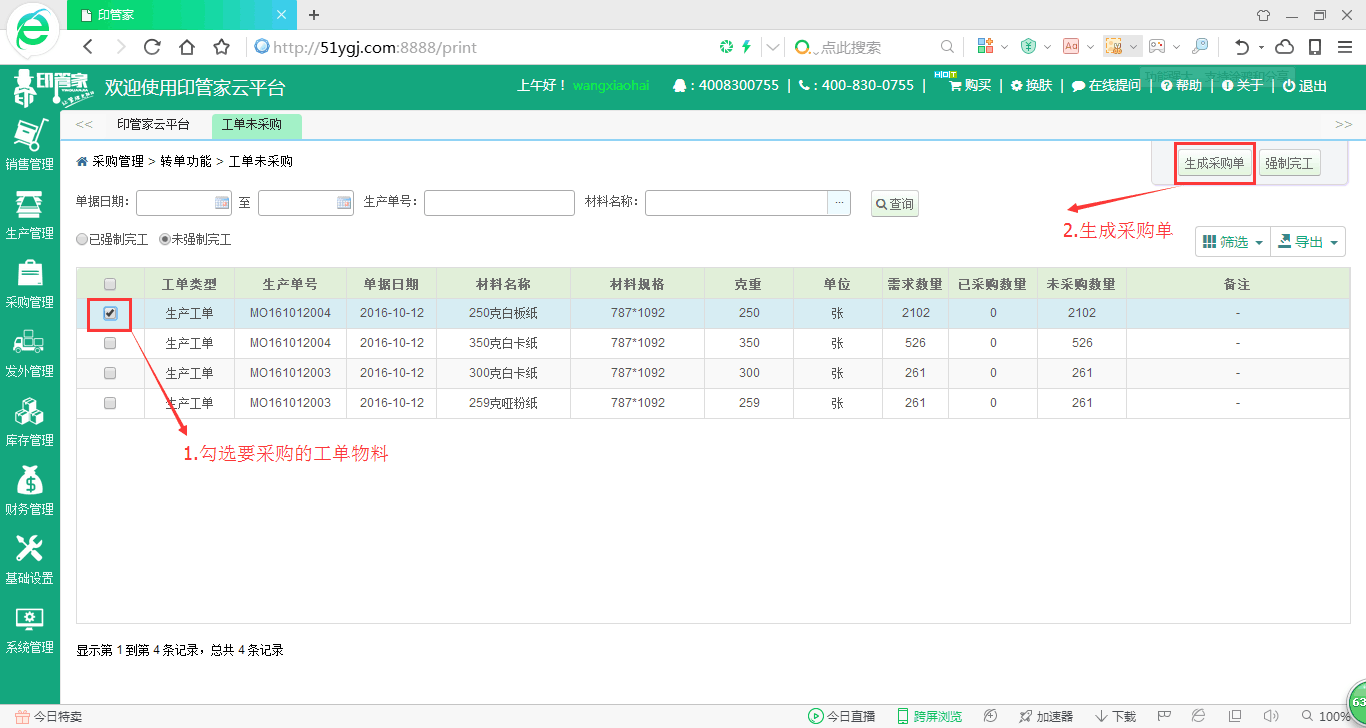 印管家
http://51ygj.com:8888/print
点此搜索
印管家
欢迎使用印管家云平台
上午好！ wangxiaohai
: 4008300755 | : 400-830-0755 |
HOT
购买 | 换肤 | 在线提问 | 帮助 | 关于 | 退出
<< 印管家云平台 工单未采购 >>
销售管理
生产管理
采购管理
发外管理
库存管理
财务管理
基础设置
系统管理
采购管理 > 转单功能 > 工单未采购
生成采购单 强制完工
单据日期: 至 生产单号: 材料名称: ... 查询
2.生成采购单
已强制完工 未强制完工
筛选 导出
工单类型 生产单号 单据日期 材料名称 材料规格 克重 单位 需求数量 已采购数量 未采购数量 备注
生产工单 MO161012004 2016-10-12 250克白板纸 787*1092 250 张 2102 0 2102 -
生产工单 MO161012004 2016-10-12 350克白卡纸 787*1092 350 张 526 0 526 -
生产工单 MO161012003 2016-10-12 300克白卡纸 787*1092 300 张 261 0 261 -
生产工单 MO161012003 2016-10-12 259克哑粉纸 787*1092 259 张 261 0 261 -
1.勾选要采购的工单物料
显示第 1 到第 4 条记录，总共 4 条记录
今日特卖
今日直播 跨屏浏览 加速器 下载 100%
63